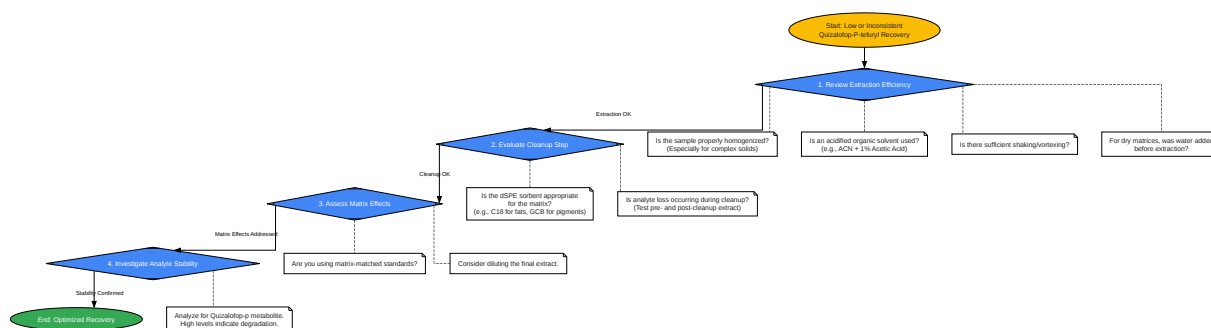 Start: Low or Inconsistent
Quizalofop-P-tefuryl Recovery
1. Review Extraction Efficiency
Extraction OK
Is the sample properly homogenized?
(Especially for complex solids)
Is an acidified organic solvent used?
(e.g., ACN + 1% Acetic Acid)
Is there sufficient shaking/vortexing?
For dry matrices, was water added
before extraction?
2. Evaluate Cleanup Step
Cleanup OK
Is the dSPE sorbent appropriate
for the matrix?
(e.g., C18 for fats, GCB for pigments)
Is analyte loss occurring during cleanup?
(Test pre- and post-cleanup extract)
3. Assess Matrix Effects
Matrix Effects Addressed
Are you using matrix-matched standards?
Consider diluting the final extract.
4. Investigate Analyte Stability
Stability Confirmed
Analyze for Quizalofop-p metabolite.
High levels indicate degradation.
End: Optimized Recovery